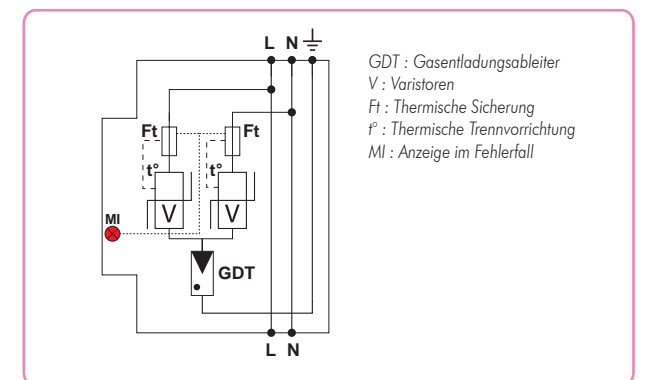 L N
GDT : Gasentladungsableiter
V : Varistoren
Ft : Thermische Sicherung
t° : Thermische Trennvorrichtung
MI : Anzeige im Fehlerfall
Ft Ft
t° t°
V V
MI
GDT
L N